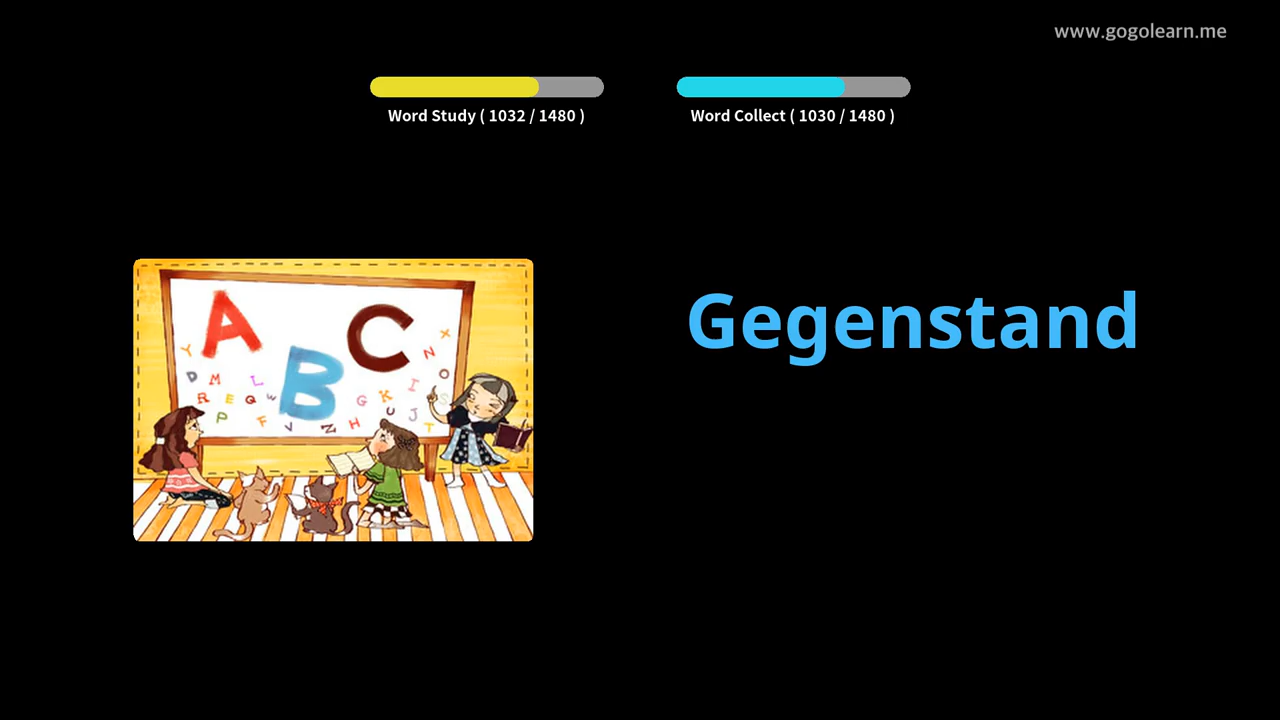 www.gogolearn.me
Word Study ( 1032 / 1480 )
Word Collect ( 1030 / 1480 )
Gegenstand
A
B
C
Y
D M L
R E Q W
P F V Z H
G K I N X O S
U J T